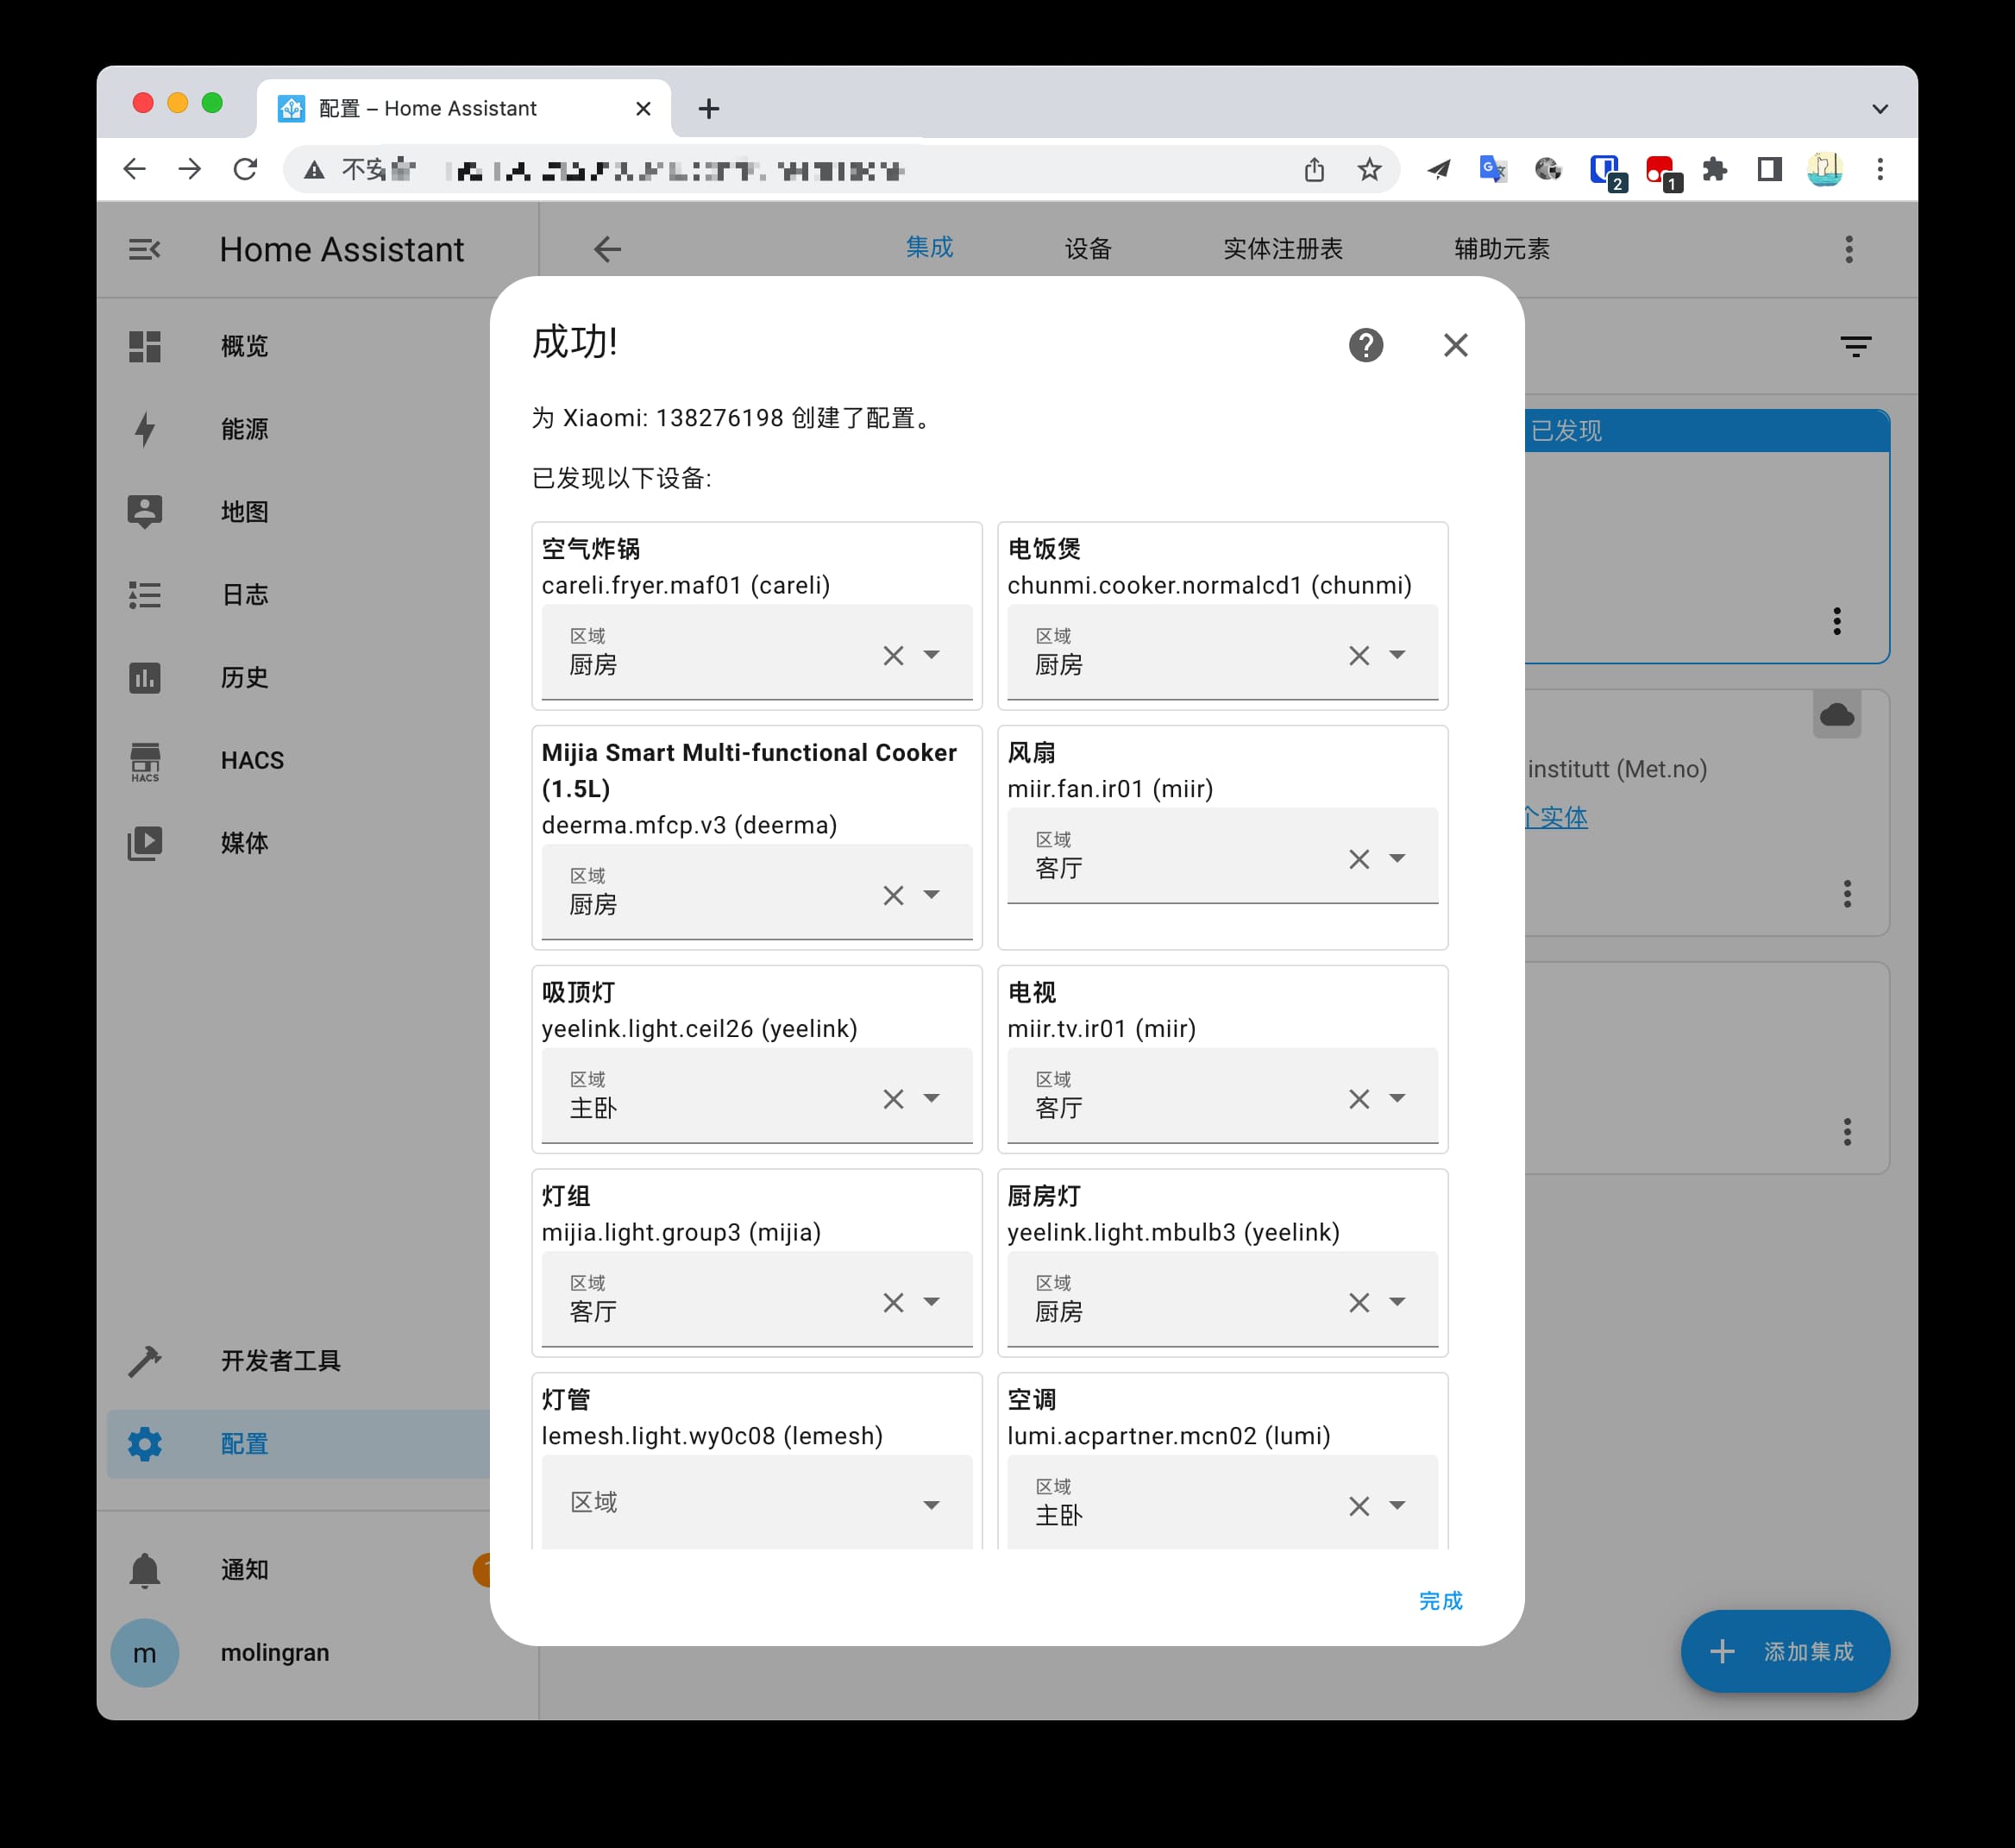 配置 – Home Assistant
不安
2
1
Home Assistant
集成
设备
实体注册表
辅助元素
概览
能源
地图
日志
历史
HACS
HACS
媒体
开发者工具
配置
通知
m
molingran
已发现
institutt (Met.no)
个实体
添加集成
成功!
为 Xiaomi: 138276198 创建了配置。
已发现以下设备:
空气炸锅
careli.fryer.maf01 (careli)
区域
厨房
电饭煲
chunmi.cooker.normalcd1 (chunmi)
区域
厨房
Mijia Smart Multi-functional Cooker
(1.5L)
deerma.mfcp.v3 (deerma)
区域
厨房
风扇
miir.fan.ir01 (miir)
区域
客厅
吸顶灯
yeelink.light.ceil26 (yeelink)
区域
主卧
电视
miir.tv.ir01 (miir)
区域
客厅
灯组
mijia.light.group3 (mijia)
区域
客厅
厨房灯
yeelink.light.mbulb3 (yeelink)
区域
厨房
灯管
lemesh.light.wy0c08 (lemesh)
区域
空调
lumi.acpartner.mcn02 (lumi)
区域
主卧
完成